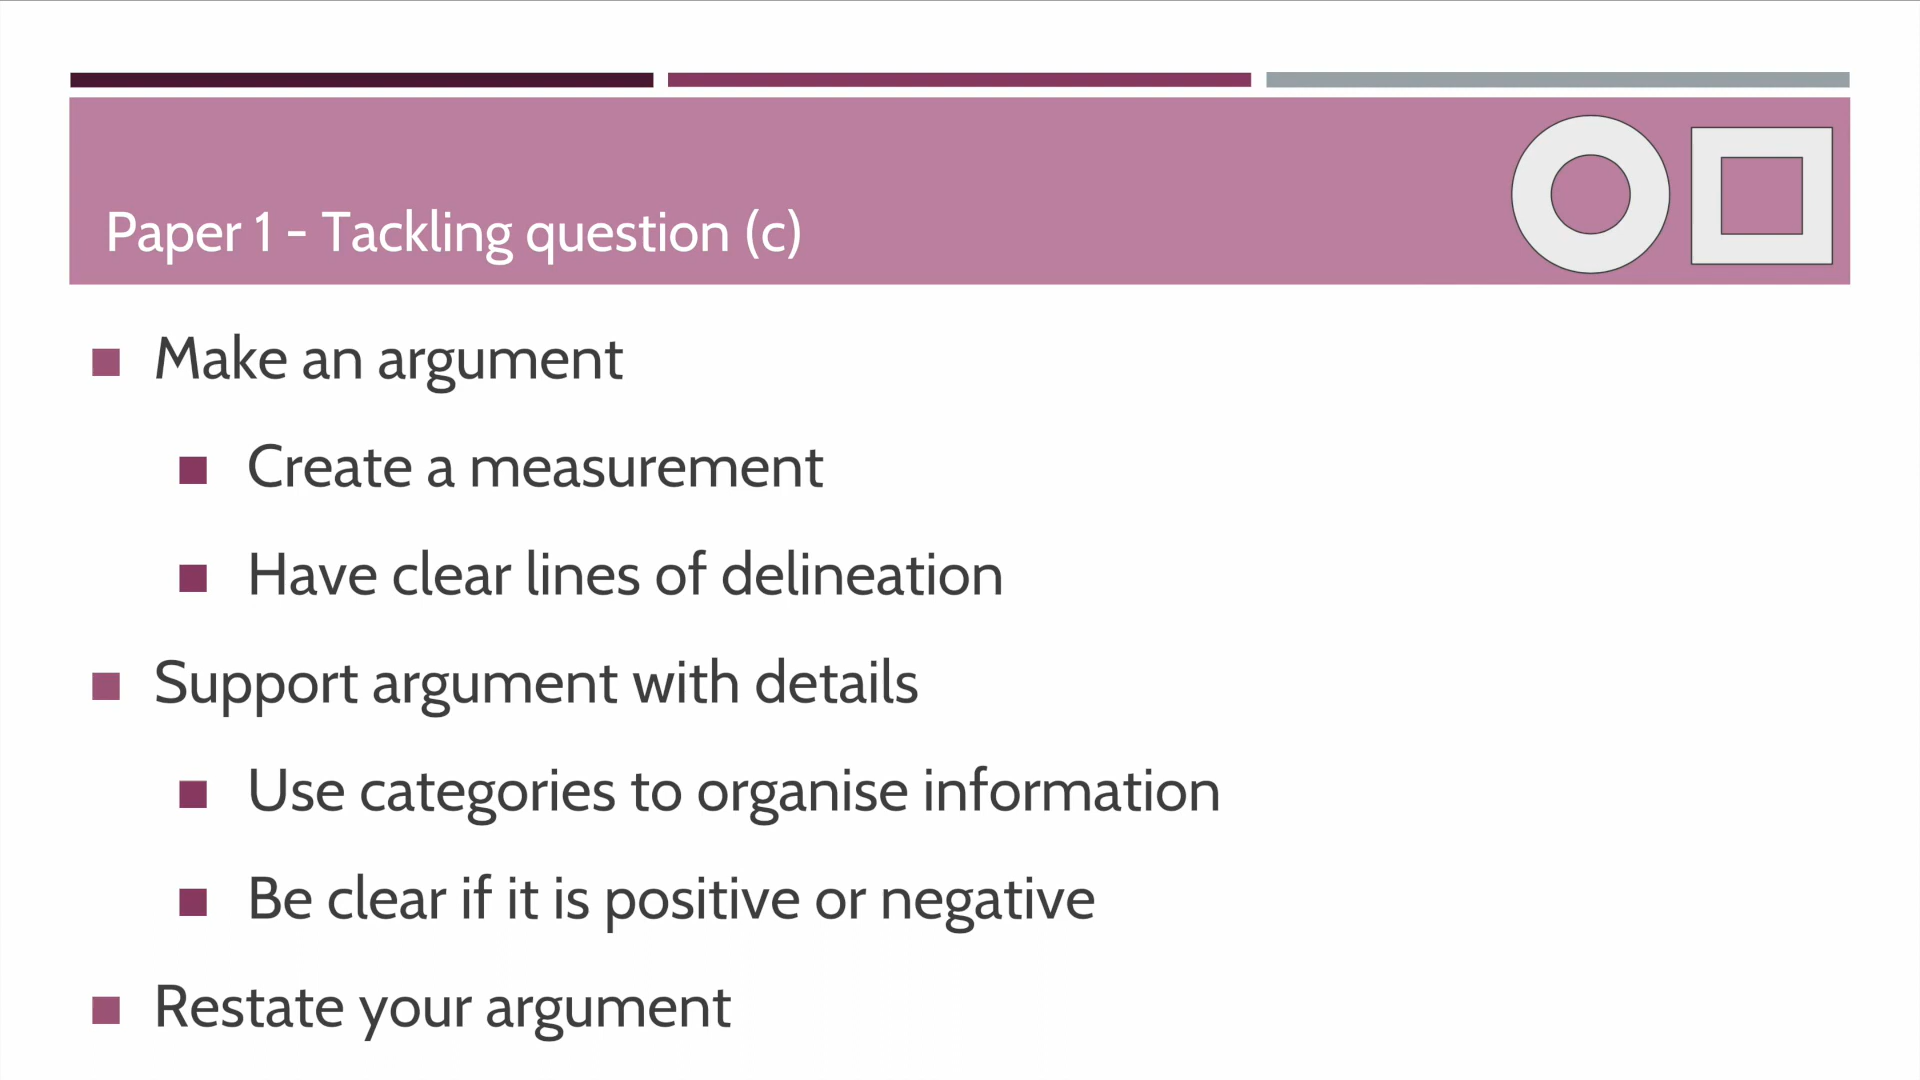 Paper 1 - Tackling question (c)
Make an argument
Create a measurement
Have clear lines of delineation
Support argument with details
Use categories to organise information
Be clear if it is positive or negative
Restate your argument